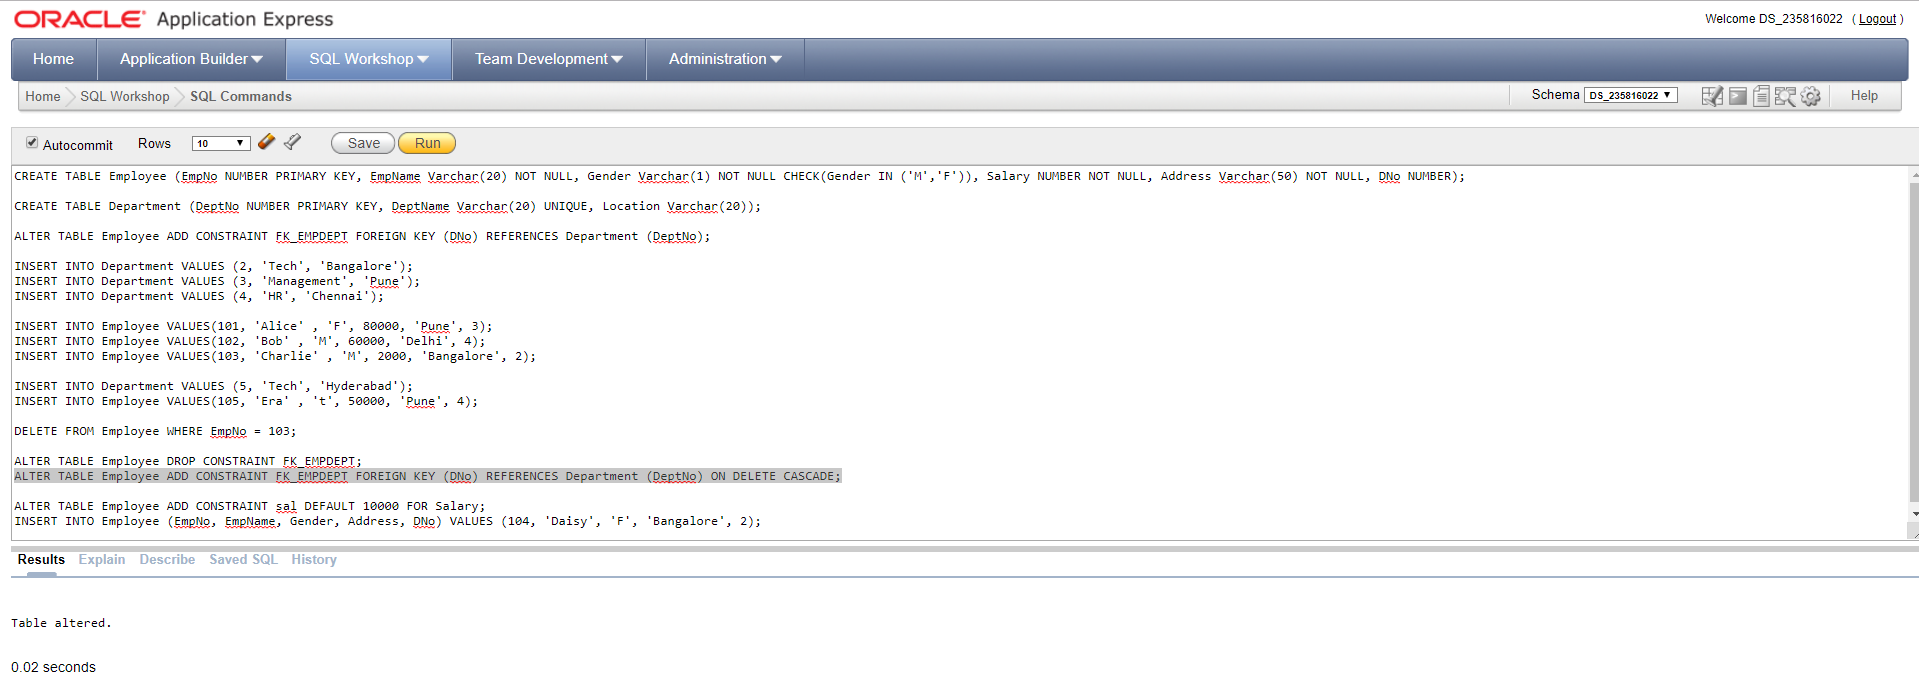 ORACLE Application Express
Welcome DS_235816022 ( Logout )
Home Application Builder SQL Workshop Team Development Administration
Home SQL Workshop SQL Commands
Schema DS_235816022 Help
Autocommit Rows 10 Save Run
CREATE TABLE Employee (EmpNo NUMBER PRIMARY KEY, EmpName Varchar(20) NOT NULL, Gender Varchar(1) NOT NULL CHECK(Gender IN ('M','F')), Salary NUMBER NOT NULL, Address Varchar(50) NOT NULL, DNo NUMBER);
CREATE TABLE Department (DeptNo NUMBER PRIMARY KEY, DeptName Varchar(20) UNIQUE, Location Varchar(20));
ALTER TABLE Employee ADD CONSTRAINT FK_EMPDEPT FOREIGN KEY (DNo) REFERENCES Department (DeptNo);
INSERT INTO Department VALUES (2, 'Tech', 'Bangalore');
INSERT INTO Department VALUES (3, 'Management', 'Pune');
INSERT INTO Department VALUES (4, 'HR', 'Chennai');
INSERT INTO Employee VALUES(101, 'Alice' , 'F', 80000, 'Pune', 3);
INSERT INTO Employee VALUES(102, 'Bob' , 'M', 60000, 'Delhi', 4);
INSERT INTO Employee VALUES(103, 'Charlie' , 'M', 2000, 'Bangalore', 2);
INSERT INTO Department VALUES (5, 'Tech', 'Hyderabad');
INSERT INTO Employee VALUES(105, 'Era' , 't', 50000, 'Pune', 4);
DELETE FROM Employee WHERE EmpNo = 103;
ALTER TABLE Employee DROP CONSTRAINT FK_EMPDEPT;
ALTER TABLE Employee ADD CONSTRAINT FK_EMPDEPT FOREIGN KEY (DNo) REFERENCES Department (DeptNo) ON DELETE CASCADE;
ALTER TABLE Employee ADD CONSTRAINT sal DEFAULT 10000 FOR Salary;
INSERT INTO Employee (EmpNo, EmpName, Gender, Address, DNo) VALUES (104, 'Daisy', 'F', 'Bangalore', 2);
Results Explain Describe Saved SQL History
Table altered.
0.02 seconds